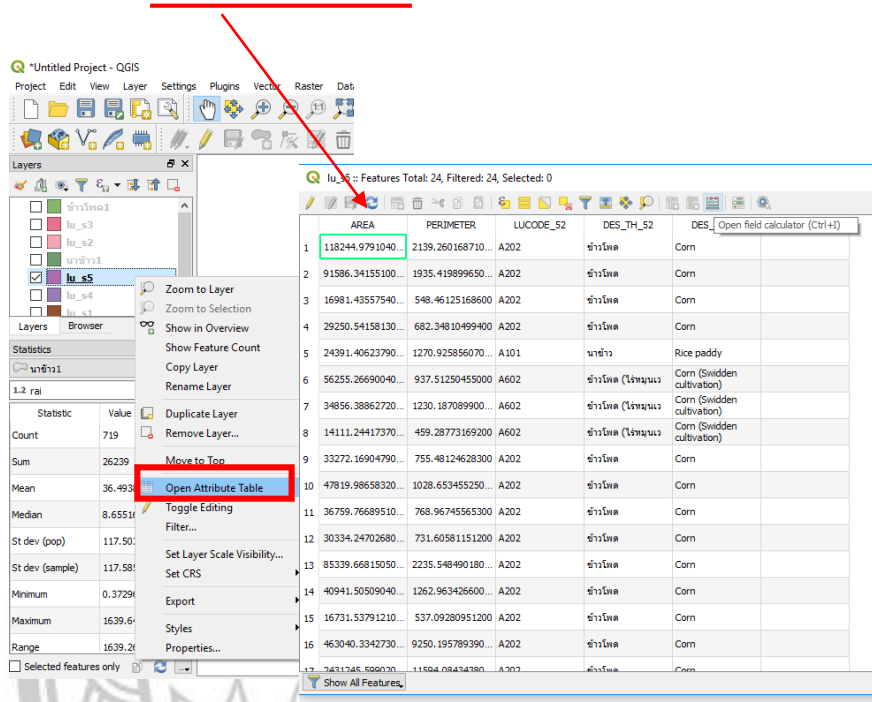 *Untitled Project - QGIS
Project Edit View Layer Settings Plugins Vector Raster Data
Layers
ข้าวโพด1
lu_s3
lu_s2
นาข้าว1
lu_s5
lu_s4
lu_s1
Layers Browser
Statistics
นาข้าว1
1.2 rai
Statistic Value
Count 719
Sum 26239
Mean 36.4938
Median 8.65516
St dev (pop) 117.503
St dev (sample) 117.585
Minimum 0.37296
Maximum 1639.64
Range 1639.26
Selected features only
Zoom to Layer
Zoom to Selection
Show in Overview
Show Feature Count
Copy Layer
Rename Layer
Duplicate Layer
Remove Layer...
Move to Top
Open Attribute Table
Toggle Editing
Filter...
Set Layer Scale Visibility...
Set CRS
Export
Styles
Properties...
lu_s5 :: Features Total: 24, Filtered: 24, Selected: 0
Open field calculator (Ctrl+I)
AREA PERIMETER LUCODE_52 DES_TH_52 DES_
1 118244.9791040... 2139.260168710... A202 ข้าวโพด Corn
2 91586.34155100... 1935.419899650... A202 ข้าวโพด Corn
3 16981.43557540... 548.46125168600 A202 ข้าวโพด Corn
4 29250.54158130... 682.34810499400 A202 ข้าวโพด Corn
5 24391.40623790... 1270.925856070... A101 นาข้าว Rice paddy
6 56255.26690040... 937.51250455000 A602 ข้าวโพด (ไร่หมุนเว Corn (Swidden cultivation)
7 34856.38862720... 1230.187089900... A602 ข้าวโพด (ไร่หมุนเว Corn (Swidden cultivation)
8 14111.24417370... 459.28773169200 A602 ข้าวโพด (ไร่หมุนเว Corn (Swidden cultivation)
9 33272.16904790... 755.48124628300 A202 ข้าวโพด Corn
10 47819.98658320... 1028.653455250... A202 ข้าวโพด Corn
11 36759.76689510... 768.96745565300 A202 ข้าวโพด Corn
12 30334.24702680... 731.60581151200 A202 ข้าวโพด Corn
13 85339.66815050... 2235.548490180... A202 ข้าวโพด Corn
14 40941.50509040... 1262.963426600... A202 ข้าวโพด Corn
15 16731.53791210... 537.09280951200 A202 ข้าวโพด Corn
16 463040.3342730... 9250.195789390... A202 ข้าวโพด Corn
17 2431245.599020... 11594.08434380... A202 ข้าวโพด Corn
Show All Features